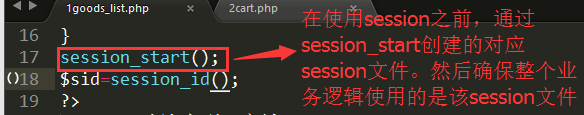 1goods_list.php × 2cart.php
16 }
17 session_start();
18 $sid=session_id();
19 ?>
在使用session之前，通过
session_start创建的对应
session文件。然后确保整个业
务逻辑使用的是该session文件